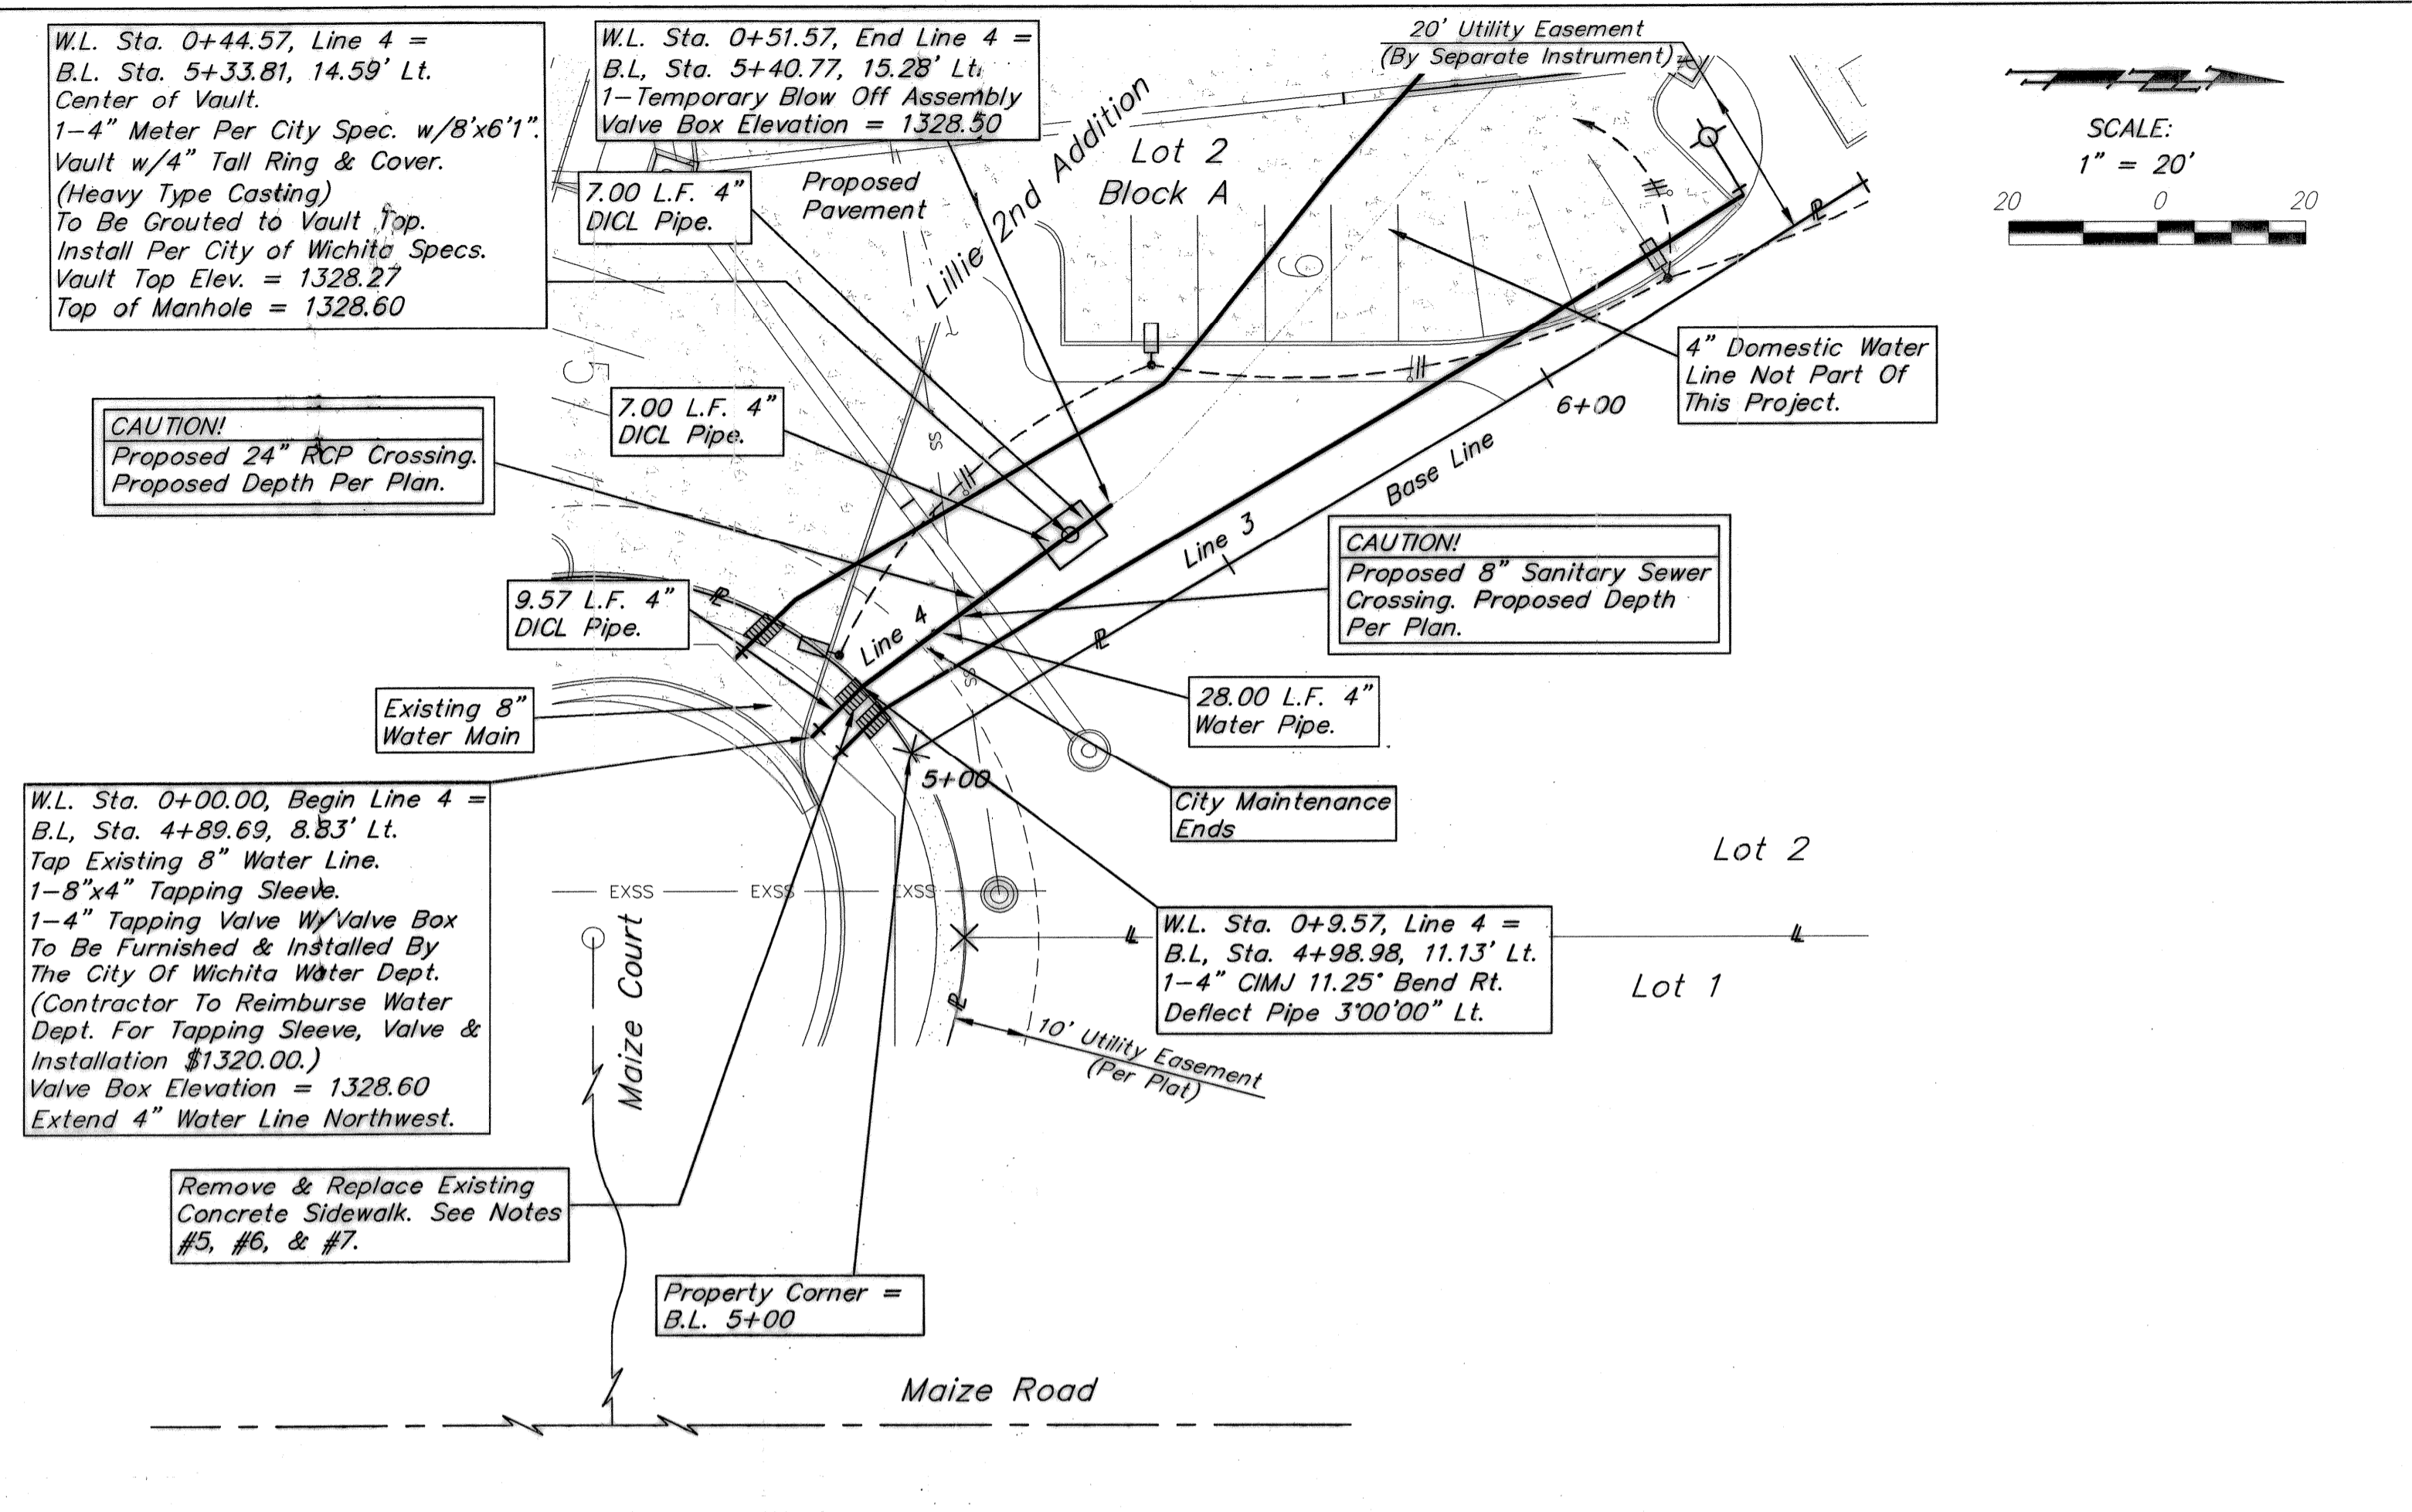 W.L. Sta. 0+44.57, Line 4 =
B.L. Sta. 5+33.81, 14.59' Lt.
Center of Vault.
1-4" Meter Per City Spec. w/8'x6'1".
Vault w/4" Tall Ring & Cover.
(Heavy Type Casting)
To Be Grouted to Vault Top.
Install Per City of Wichita Specs.
Vault Top Elev. = 1328.27
Top of Manhole = 1328.60
W.L. Sta. 0+51.57, End Line 4 =
B.L, Sta. 5+40.77, 15.28' Lt.
1-Temporary Blow Off Assembly
Valve Box Elevation = 1328.50
20' Utility Easement
(By Separate Instrument)
SCALE:
1" = 20'
20 0 20
7.00 L.F. 4"
DICL Pipe.
Proposed
Pavement
Lillie 2nd Addition
Lot 2
Block A
6
5
4" Domestic Water
Line Not Part Of
This Project.
7.00 L.F. 4"
DICL Pipe.
6+00
CAUTION!
Proposed 24" RCP Crossing.
Proposed Depth Per Plan.
SS
Base Line
Line 3
CAUTION!
Proposed 8" Sanitary Sewer
Crossing. Proposed Depth
Per Plan.
9.57 L.F. 4"
DICL Pipe.
PL
PL
PL
Line 4
SS
Existing 8"
Water Main
28.00 L.F. 4"
Water Pipe.
5+00
City Maintenance
Ends
W.L. Sta. 0+00.00, Begin Line 4 =
B.L, Sta. 4+89.69, 8.83' Lt.
Tap Existing 8" Water Line.
1-8"x4" Tapping Sleeve.
1-4" Tapping Valve W/Valve Box
To Be Furnished & Installed By
The City Of Wichita Water Dept.
(Contractor To Reimburse Water
Dept. For Tapping Sleeve, Valve &
Installation $1320.00.)
Valve Box Elevation = 1328.60
Extend 4" Water Line Northwest.
EXSS EXSS EXSS
Maize Court
Lot 2
LL LL
Lot 1
W.L. Sta. 0+9.57, Line 4 =
B.L, Sta. 4+98.98, 11.13' Lt.
1-4" CIMJ 11.25° Bend Rt.
Deflect Pipe 3°00'00" Lt.
PL
10' Utility Easement
(Per Plat)
Remove & Replace Existing
Concrete Sidewalk. See Notes
#5, #6, & #7.
Property Corner =
B.L. 5+00
Maize Road